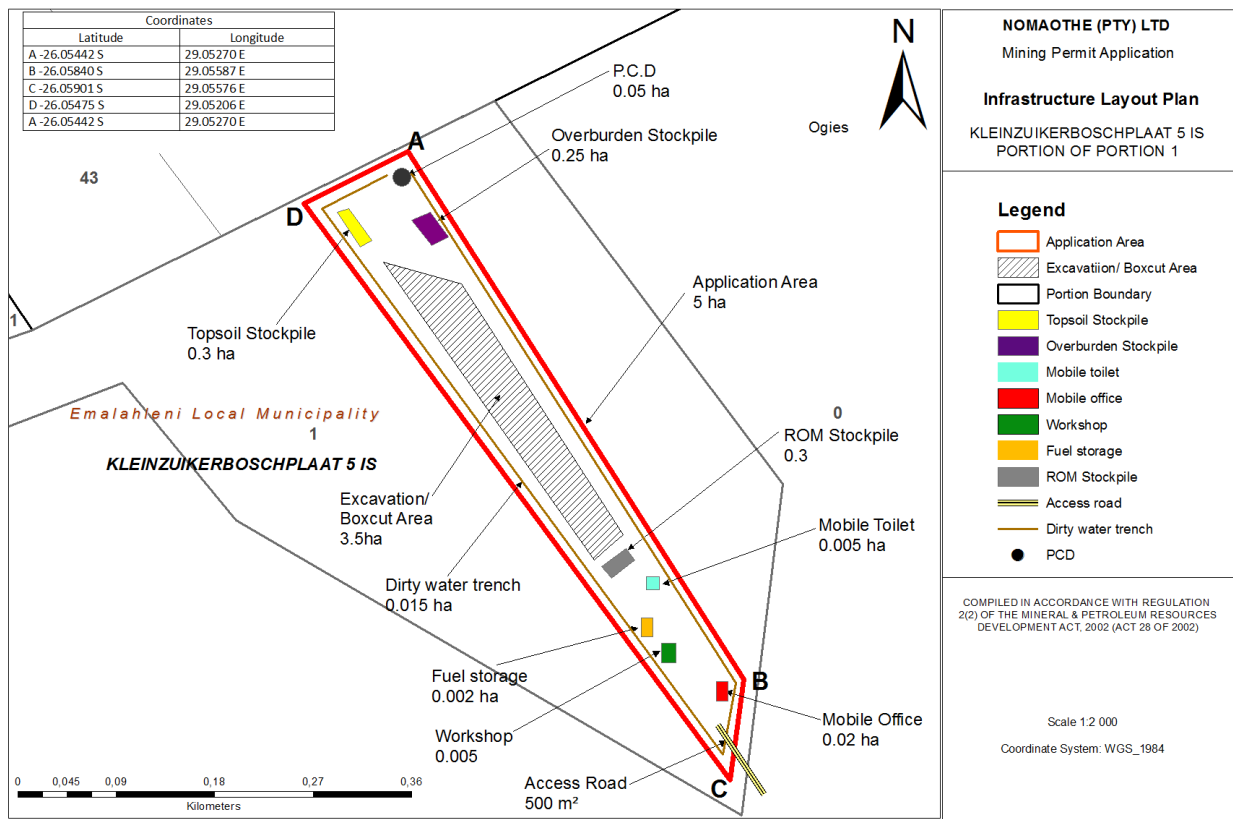 Coordinates
Latitude Longitude
A -26.05442 S 29.05270 E
B -26.05840 S 29.05587 E
C -26.05901 S 29.05576 E
D -26.05475 S 29.05206 E
A -26.05442 S 29.05270 E
N
P.C.D
0.05 ha
Overburden Stockpile
0.25 ha
Ogies
A
43
D
Application Area
5 ha
1
Topsoil Stockpile
0.3 ha
Emalahleni Local Municipality
1
KLEINZUIKERBOSCHPLAAT 5 IS
0
ROM Stockpile
0.3
Excavation/
Boxcut Area
3.5ha
Mobile Toilet
0.005 ha
Dirty water trench
0.015 ha
Fuel storage
0.002 ha
B
Mobile Office
0.02 ha
Workshop
0.005
Access Road
500 m²
C
0 0,045 0,09 0,18 0,27 0,36
Kilometers
NOMAOTHE (PTY) LTD
Mining Permit Application
Infrastructure Layout Plan
KLEINZUIKERBOSCHPLAAT 5 IS
PORTION OF PORTION 1
Legend
Application Area
Excavatiion/ Boxcut Area
Portion Boundary
Topsoil Stockpile
Overburden Stockpile
Mobile toilet
Mobile office
Workshop
Fuel storage
ROM Stockpile
Access road
Dirty water trench
PCD
COMPILED IN ACCORDANCE WITH REGULATION
2(2) OF THE MINERAL & PETROLEUM RESOURCES
DEVELOPMENT ACT, 2002 (ACT 28 OF 2002)
Scale 1:2 000
Coordinate System: WGS_1984